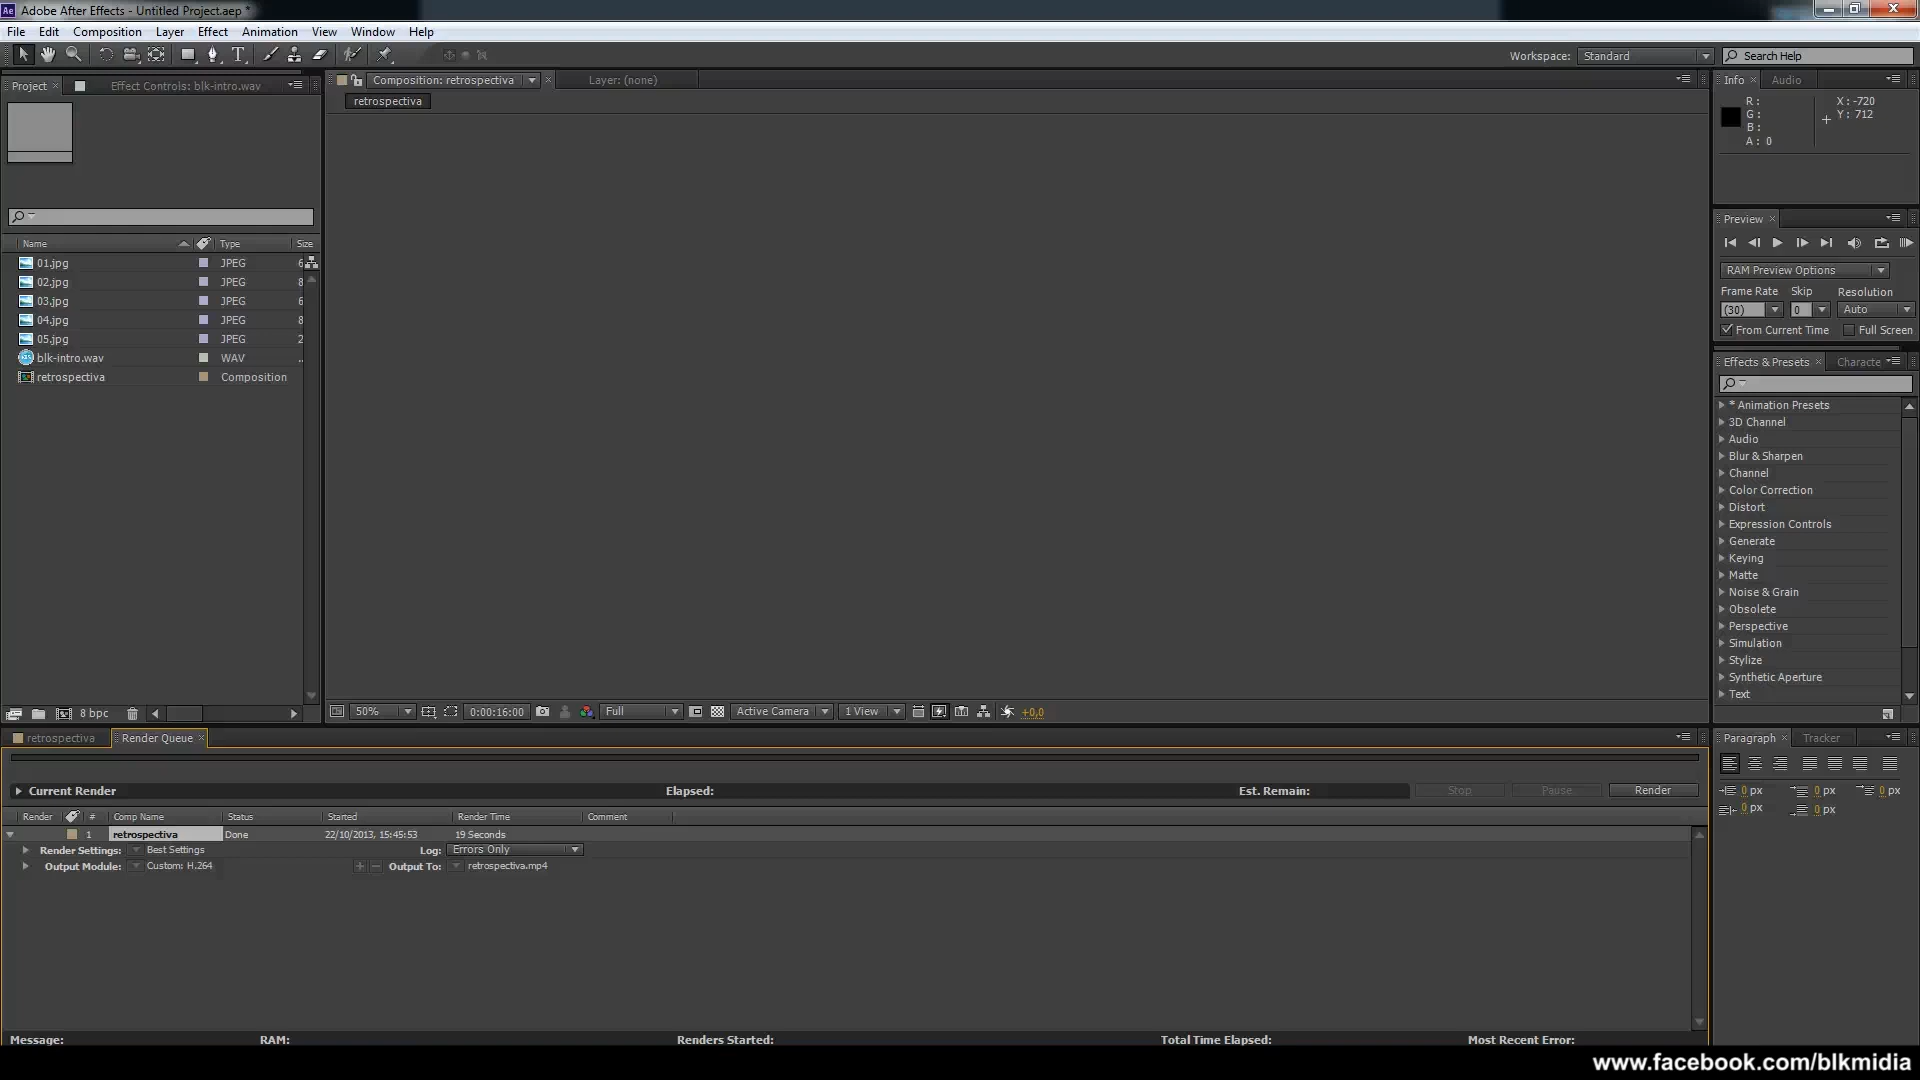 Ae Adobe After Effects - Untitled Project.aep *
File Edit Composition Layer Effect Animation View Window Help
Workspace: Standard Search Help
Project Effect Controls: blk-intro.wav
Composition: retrospectiva Layer: (none)
retrospectiva
Info Audio
R:
G:
B:
A: 0
X: -720
Y: 712
Name Type Size
01.jpg JPEG 6
02.jpg JPEG 8
03.jpg JPEG 6
04.jpg JPEG 8
05.jpg JPEG 2
blk-intro.wav WAV ..
retrospectiva Composition
8 bpc
50% 0:00:16:00 Full Active Camera 1 View +0,0
Preview
RAM Preview Options
Frame Rate Skip Resolution
(30) 0 Auto
From Current Time Full Screen
Effects & Presets Characte
* Animation Presets
3D Channel
Audio
Blur & Sharpen
Channel
Color Correction
Distort
Expression Controls
Generate
Keying
Matte
Noise & Grain
Obsolete
Perspective
Simulation
Stylize
Synthetic Aperture
Text
retrospectiva Render Queue
Current Render Elapsed: Est. Remain: Stop Pause Render
Render # Comp Name Status Started Render Time Comment
1 retrospectiva Done 22/10/2013, 15:45:53 19 Seconds
Render Settings: Best Settings Log: Errors Only
Output Module: Custom: H.264 Output To: retrospectiva.mp4
Message: RAM: Renders Started: Total Time Elapsed: Most Recent Error:
Paragraph Tracker
0 px 0 px 0 px
0 px 0 px
www.facebook.com/blkmidia